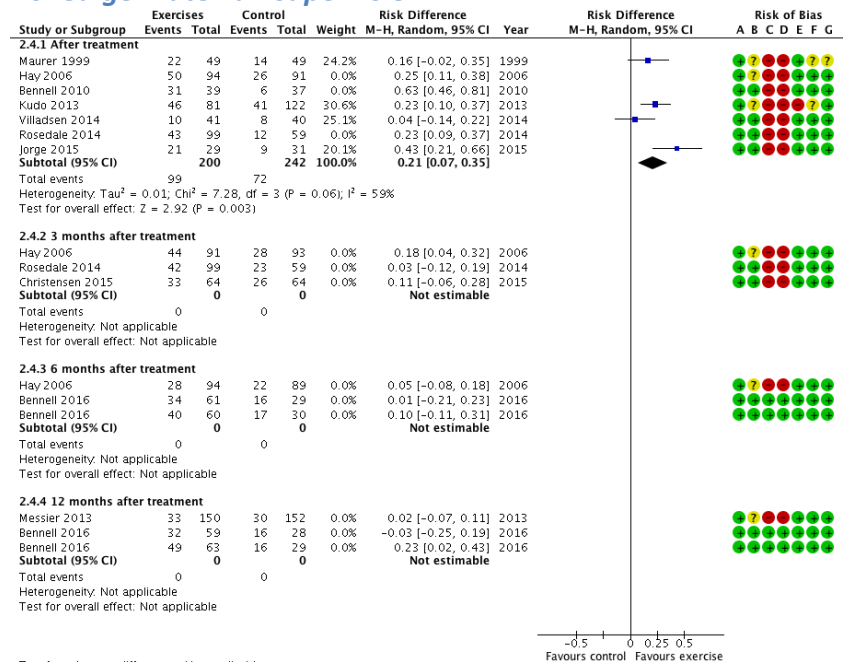 Exercises Control Risk Difference Risk Difference Risk of Bias
Study or Subgroup Events Total Events Total Weight M-H, Random, 95% CI Year M-H, Random, 95% CI A B C D E F G
2.4.1 After treatment
Maurer 1999 22 49 14 49 24.2% 0.16 [-0.02, 0.35] 1999 + ? - - + ? ?
Hay 2006 50 94 26 91 0.0% 0.25 [0.11, 0.38] 2006 + ? - - + + +
Bennell 2010 31 39 6 37 0.0% 0.63 [0.46, 0.81] 2010 + + - - + + +
Kudo 2013 46 81 41 122 30.6% 0.23 [0.10, 0.37] 2013 + ? - - - ? +
Villadsen 2014 10 41 8 40 25.1% 0.04 [-0.14, 0.22] 2014 + + - - + + +
Rosedale 2014 43 99 12 59 0.0% 0.23 [0.09, 0.37] 2014 + + - - + + +
Jorge 2015 21 29 9 31 20.1% 0.43 [0.21, 0.66] 2015 + + - - + + +
Subtotal (95% CI) 200 242 100.0% 0.21 [0.07, 0.35]
Total events 99 72
Heterogeneity: Tau² = 0.01; Chi² = 7.28, df = 3 (P = 0.06); I² = 59%
Test for overall effect: Z = 2.92 (P = 0.003)
2.4.2 3 months after treatment
Hay 2006 44 91 28 93 0.0% 0.18 [0.04, 0.32] 2006 + ? - - + + +
Rosedale 2014 42 99 23 59 0.0% 0.03 [-0.12, 0.19] 2014 + + - - + + +
Christensen 2015 33 64 26 64 0.0% 0.11 [-0.06, 0.28] 2015 + + - - + + +
Subtotal (95% CI) 0 0 Not estimable
Total events 0 0
Heterogeneity: Not applicable
Test for overall effect: Not applicable
2.4.3 6 months after treatment
Hay 2006 28 94 22 89 0.0% 0.05 [-0.08, 0.18] 2006 + ? - - + + +
Bennell 2016 34 61 16 29 0.0% 0.01 [-0.21, 0.23] 2016 + + + + + + +
Bennell 2016 40 60 17 30 0.0% 0.10 [-0.11, 0.31] 2016 + + + + + + +
Subtotal (95% CI) 0 0 Not estimable
Total events 0 0
Heterogeneity: Not applicable
Test for overall effect: Not applicable
2.4.4 12 months after treatment
Messier 2013 33 150 30 152 0.0% 0.02 [-0.07, 0.11] 2013 + ? - - + + +
Bennell 2016 32 59 16 28 0.0% -0.03 [-0.25, 0.19] 2016 + + + + + + +
Bennell 2016 49 63 16 29 0.0% 0.23 [0.02, 0.43] 2016 + + + + + + +
Subtotal (95% CI) 0 0 Not estimable
Total events 0 0
Heterogeneity: Not applicable
Test for overall effect: Not applicable
-0.5 0 0.25 0.5
Favours control Favours exercise